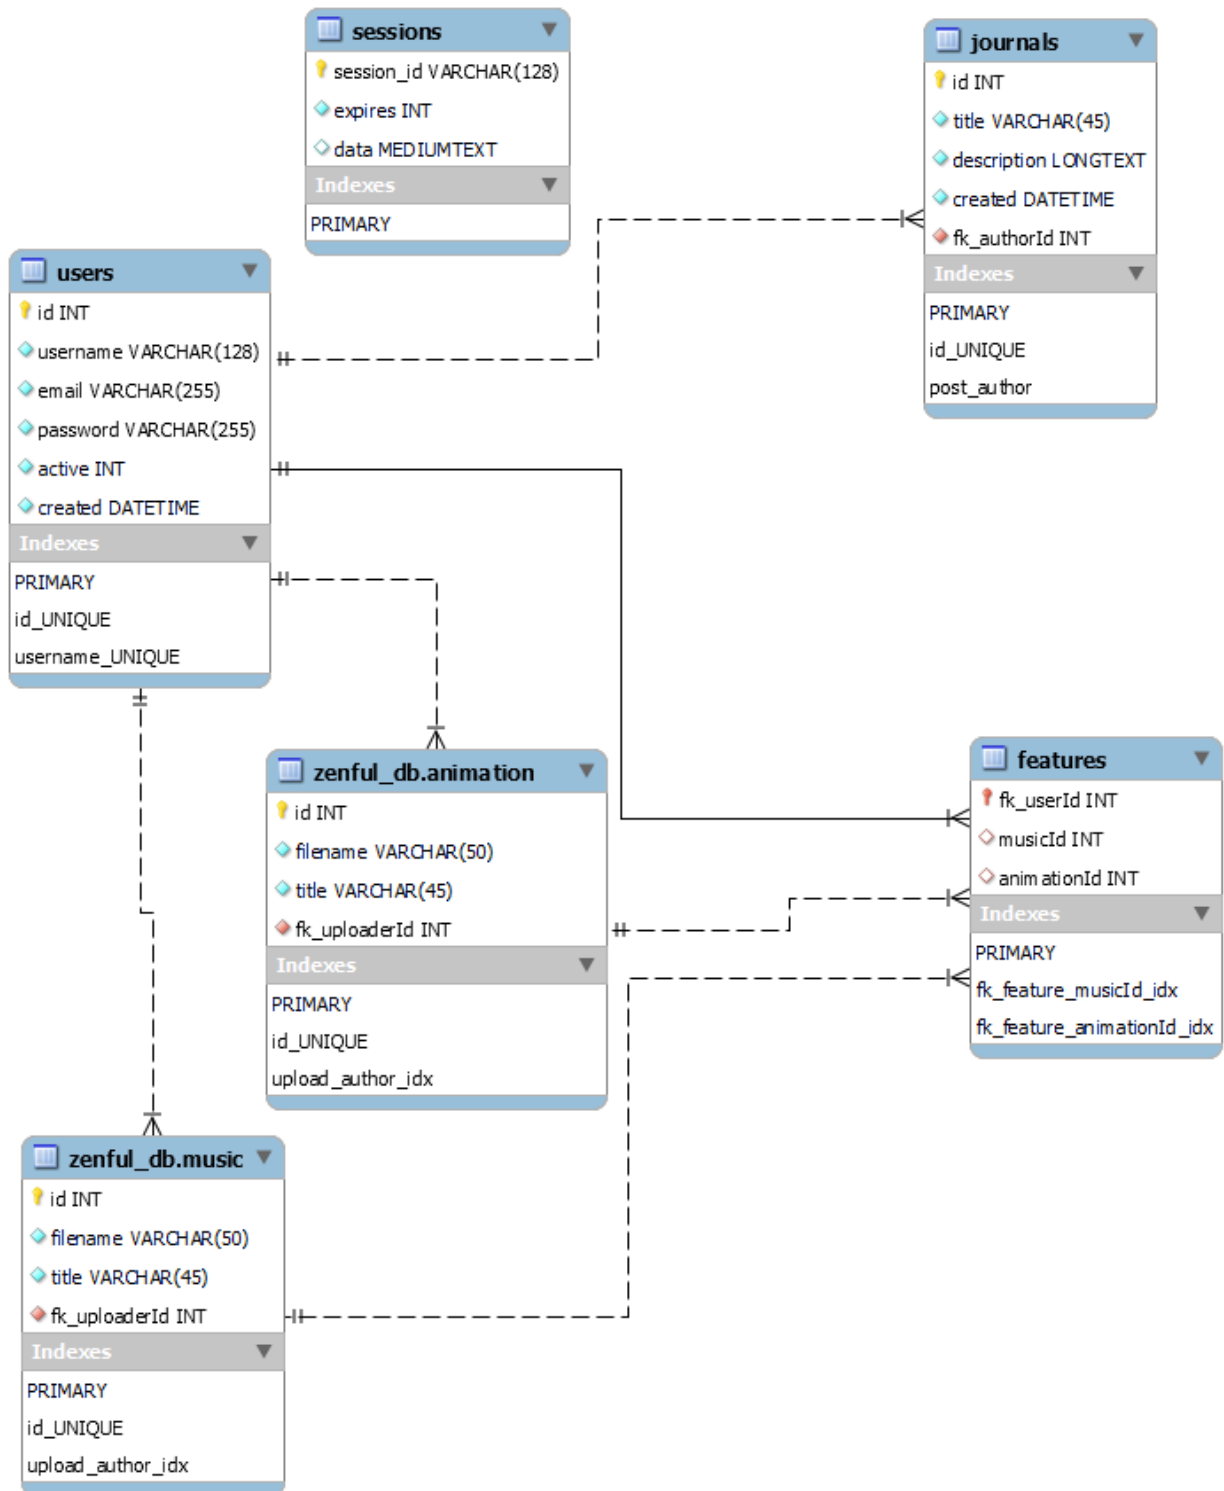 sessions
session_id VARCHAR(128)
expires INT
data MEDIUMTEXT
Indexes
PRIMARY
journals
id INT
title VARCHAR(45)
description LONGTEXT
created DATETIME
fk_authorId INT
Indexes
PRIMARY
id_UNIQUE
post_author
users
id INT
username VARCHAR(128)
email VARCHAR(255)
password VARCHAR(255)
active INT
created DATETIME
Indexes
PRIMARY
id_UNIQUE
username_UNIQUE
zenful_db.animation
id INT
filename VARCHAR(50)
title VARCHAR(45)
fk_uploaderId INT
Indexes
PRIMARY
id_UNIQUE
upload_author_idx
features
fk_userId INT
musicId INT
animationId INT
Indexes
PRIMARY
fk_feature_musicId_idx
fk_feature_animationId_idx
zenful_db.music
id INT
filename VARCHAR(50)
title VARCHAR(45)
fk_uploaderId INT
Indexes
PRIMARY
id_UNIQUE
upload_author_idx